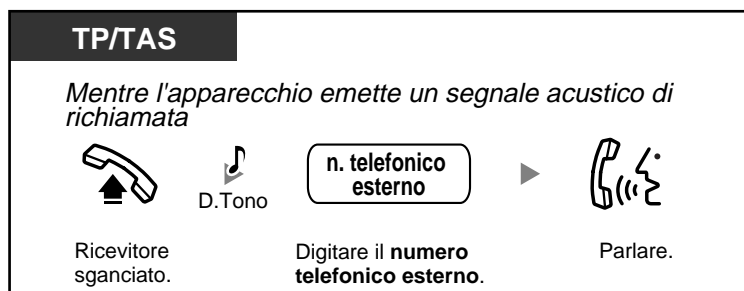 TP/TAS
Mentre l'apparecchio emette un segnale acustico di
richiamata
D.Tono
n. telefonico
esterno
Ricevitore
sganciato.
Digitare il numero
telefonico esterno.
Parlare.